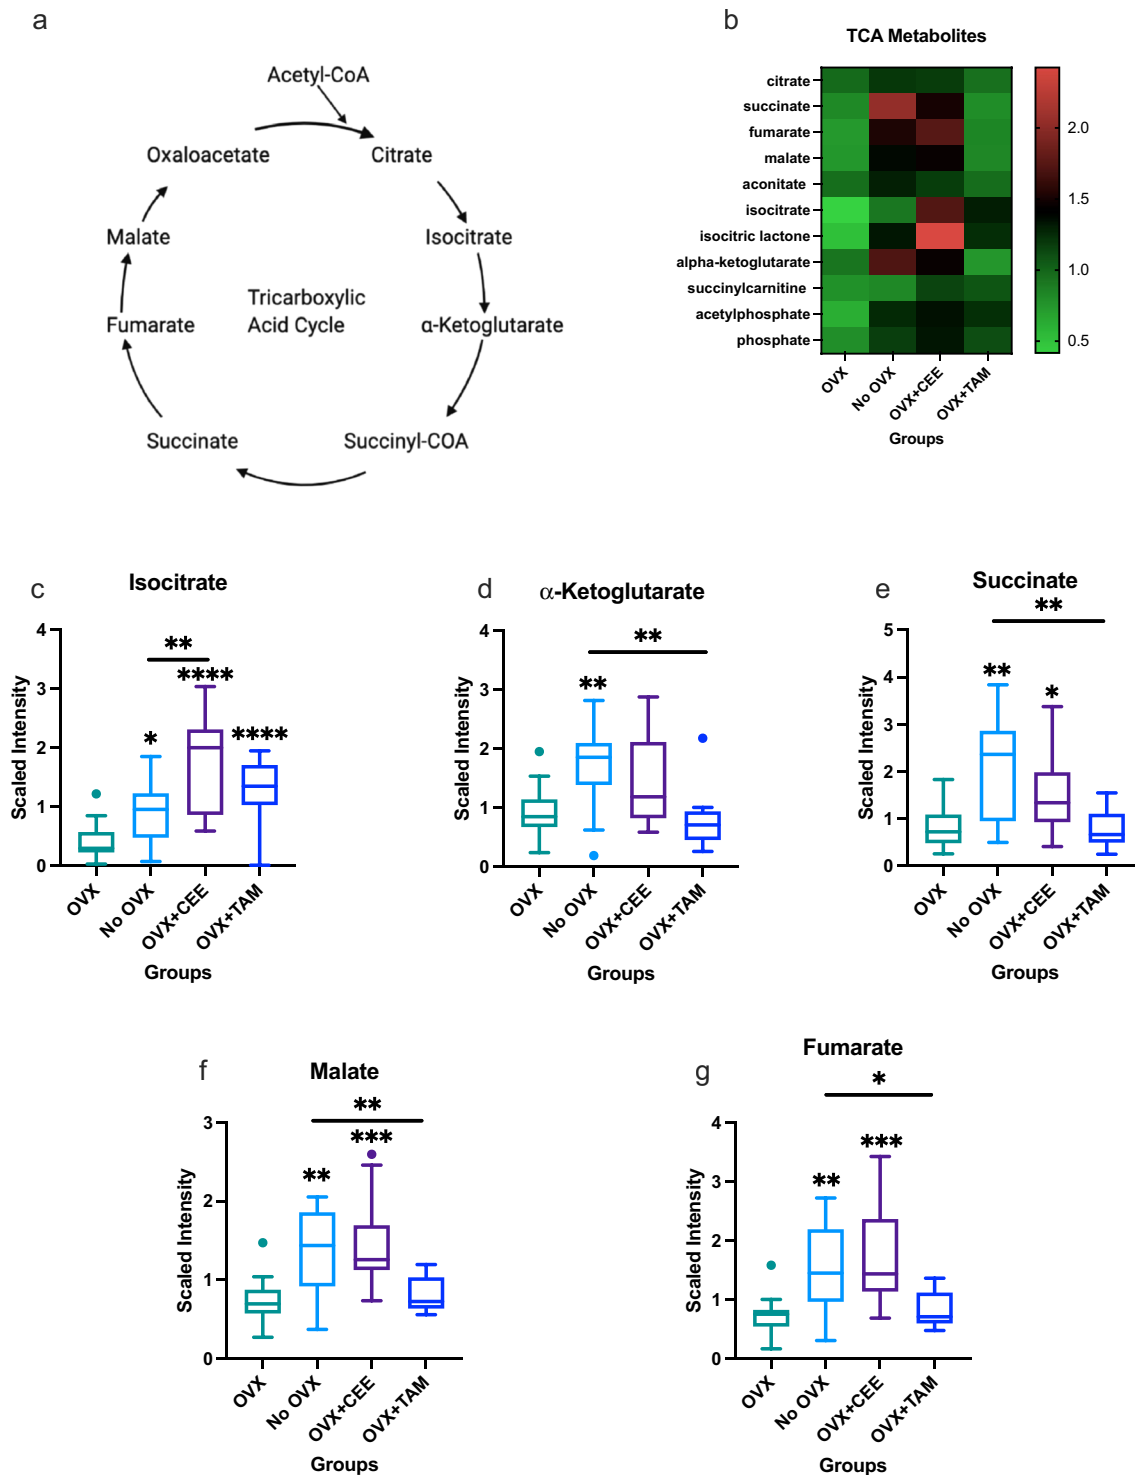 a
Acetyl-CoA
Oxaloacetate
Citrate
Malate
Isocitrate
Tricarboxylic
Acid Cycle
Fumarate
α-Ketoglutarate
Succinate
Succinyl-COA
b
TCA Metabolites
citrate
succinate
fumarate
malate
aconitate
isocitrate
isocitric lactone
alpha-ketoglutarate
succinylcarnitine
acetylphosphate
phosphate
2.0
1.5
1.0
0.5
OVX
No OVX
OVX+CEE
OVX+TAM
Groups
c
Isocitrate
Scaled Intensity
4
3
2
1
0
**
****
*
****
OVX
No OVX
OVX+CEE
OVX+TAM
Groups
d
α-Ketoglutarate
Scaled Intensity
4
3
2
1
0
**
**
OVX
No OVX
OVX+CEE
OVX+TAM
Groups
e
Succinate
Scaled Intensity
5
4
3
2
1
0
**
**
*
OVX
No OVX
OVX+CEE
OVX+TAM
Groups
f
Malate
Scaled Intensity
3
2
1
0
**
***
**
OVX
No OVX
OVX+CEE
OVX+TAM
Groups
g
Fumarate
Scaled Intensity
4
3
2
1
0
*
***
**
OVX
No OVX
OVX+CEE
OVX+TAM
Groups